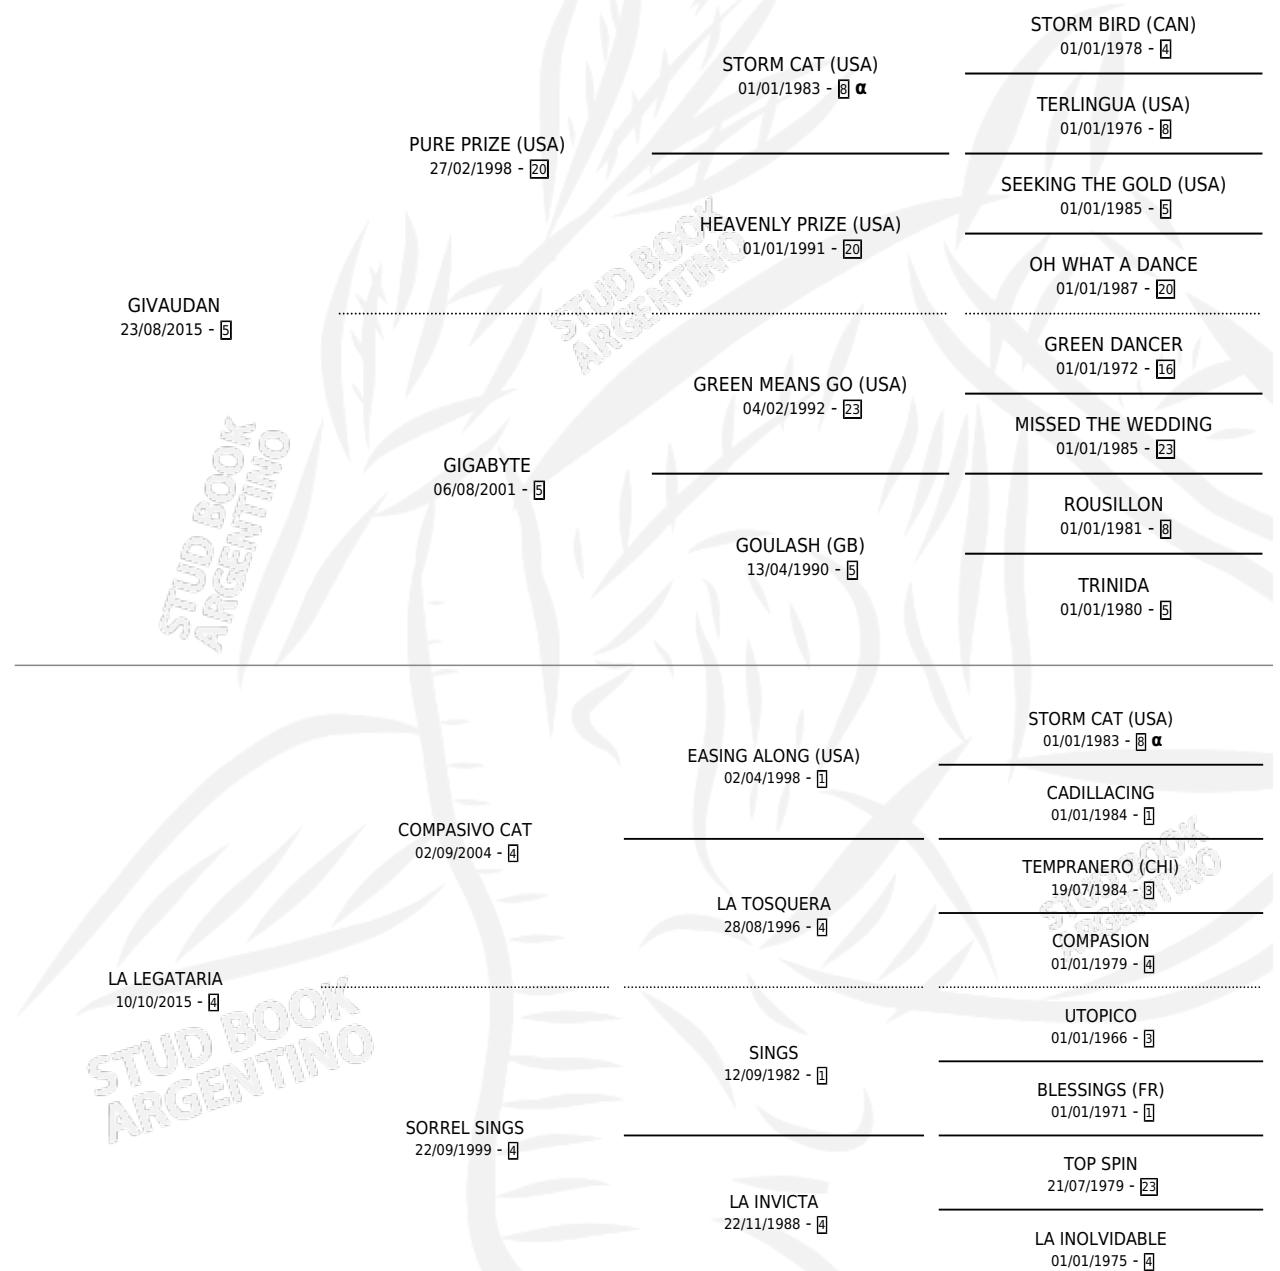 STORM BIRD (CAN)
01/01/1978 - 4
STORM CAT (USA)
01/01/1983 - 8 α
TERLINGUA (USA)
01/01/1976 - 8
PURE PRIZE (USA)
27/02/1998 - 20
SEEKING THE GOLD (USA)
01/01/1985 - 5
HEAVENLY PRIZE (USA)
01/01/1991 - 20
OH WHAT A DANCE
01/01/1987 - 20
STUD BOOK
ARGENTINO
GIVAUDAN
23/08/2015 - 5
GREEN DANCER
01/01/1972 - 16
GREEN MEANS GO (USA)
04/02/1992 - 23
MISSED THE WEDDING
01/01/1985 - 23
GIGABYTE
06/08/2001 - 5
ROUSILLON
01/01/1981 - 8
GOULASH (GB)
13/04/1990 - 5
TRINIDA
01/01/1980 - 5
STUD BOOK
ARGENTINO
STORM CAT (USA)
01/01/1983 - 8 α
EASING ALONG (USA)
02/04/1998 - 1
CADILLACING
01/01/1984 - 1
COMPASIVO CAT
02/09/2004 - 4
TEMPRANERO (CHI)
19/07/1984 - 3
LA TOSQUERA
28/08/1996 - 4
COMPASION
01/01/1979 - 4
STUD BOOK
ARGENTINO
LA LEGATARIA
10/10/2015 - 4
UTOPICO
01/01/1966 - 3
SINGS
12/09/1982 - 1
BLESSINGS (FR)
01/01/1971 - 1
STUD BOOK
ARGENTINO
SORREL SINGS
22/09/1999 - 4
TOP SPIN
21/07/1979 - 23
LA INVICTA
22/11/1988 - 4
LA INOLVIDABLE
01/01/1975 - 4